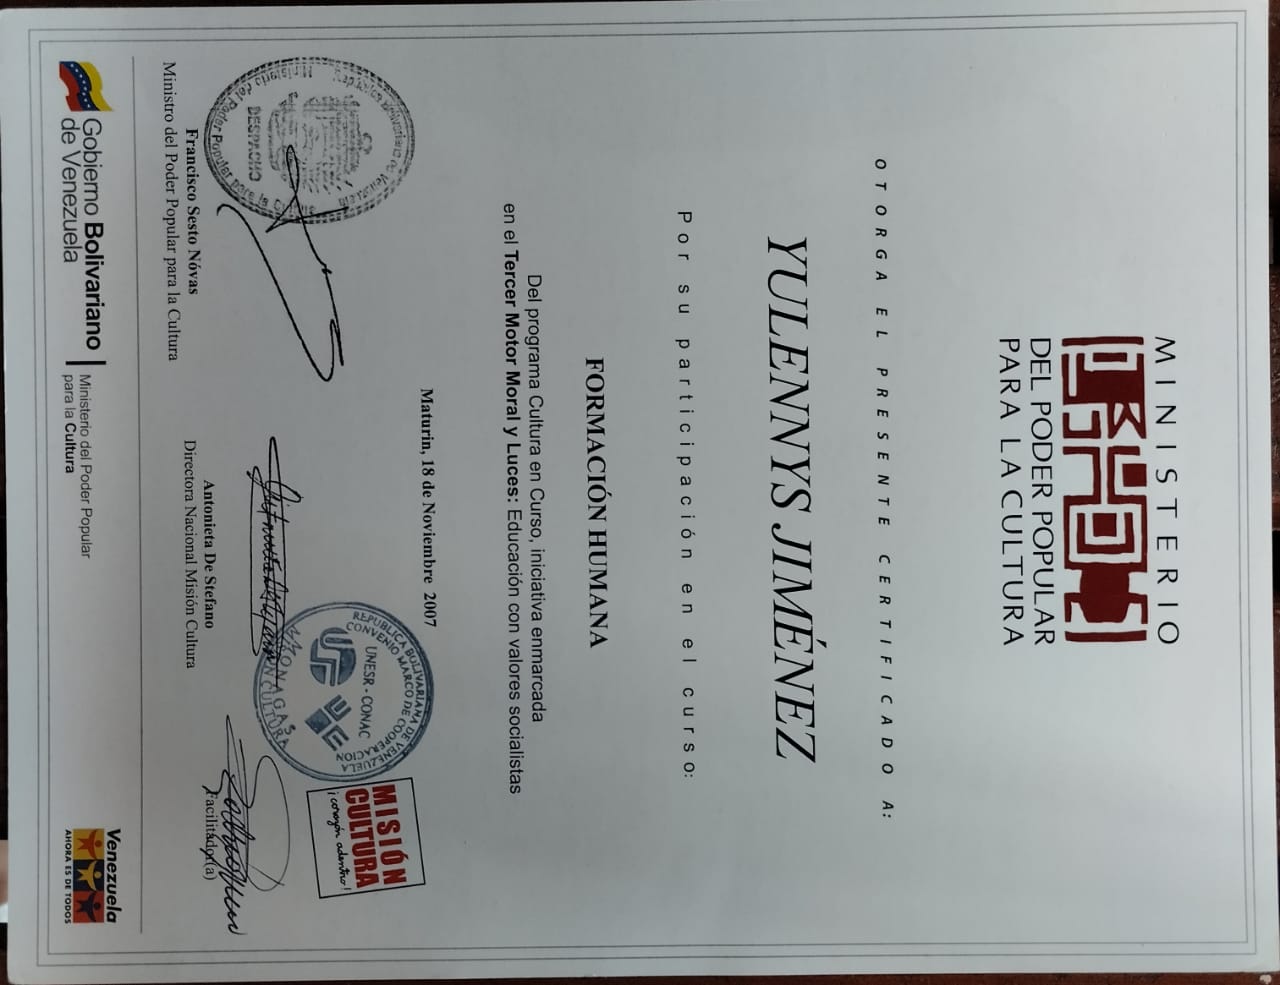 MINISTERIO
DEL PODER POPULAR
PARA LA CULTURA
OTORGA EL PRESENTE CERTIFICADO A:
YULENNYS JIMÉNEZ
Por su participación en el curso:
FORMACIÓN HUMANA
Del programa Cultura en Curso, iniciativa enmarcada
en el Tercer Motor Moral y Luces: Educación con valores socialistas
Maturin, 18 de Noviembre 2007
República Bolivariana de Venezuela
Ministerio del Poder Popular para la Cultura
DESPACHO
REPUBLICA BOLIVARIANA DE VENEZUELA
CONVENIO MARCO DE COOPERACIÓN
UNESR - CONAC
MONAGAS
MISIÓN CULTURA
MISIÓN
CULTURA
¡corazón adentro!
Francisco Sesto Nóvas
Ministro del Poder Popular para la Cultura
Antonieta De Stefano
Directora Nacional Misión Cultura
Facilitador(a)
Gobierno Bolivariano
de Venezuela
Ministerio del Poder Popular
para la Cultura
Venezuela
AHORA ES DE TODOS